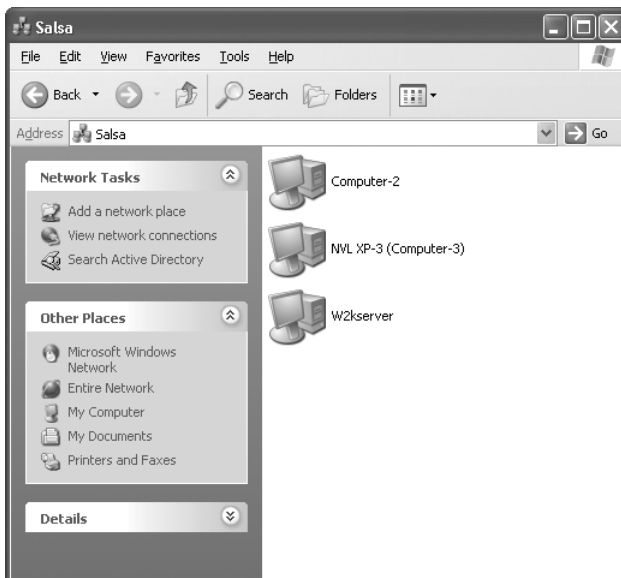 Salsa
File Edit View Favorites Tools Help
Back Search Folders
Address Salsa Go
Network Tasks
Add a network place
View network connections
Search Active Directory
Other Places
Microsoft Windows
Network
Entire Network
My Computer
My Documents
Printers and Faxes
Details
Computer-2
NVL XP-3 (Computer-3)
W2kserver